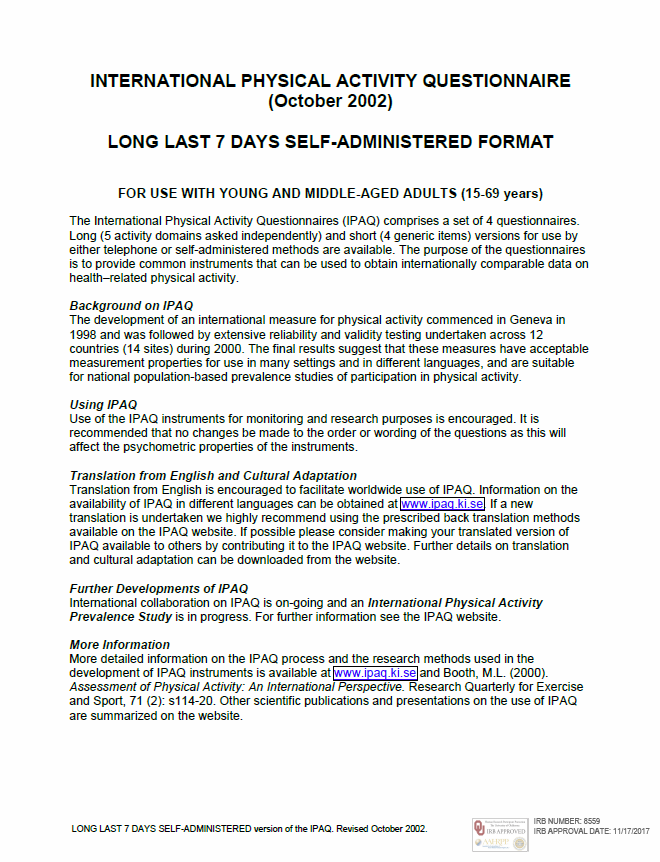 INTERNATIONAL PHYSICAL ACTIVITY QUESTIONNAIRE
(October 2002)
LONG LAST 7 DAYS SELF-ADMINISTERED FORMAT
FOR USE WITH YOUNG AND MIDDLE-AGED ADULTS (15-69 years)
The International Physical Activity Questionnaires (IPAQ) comprises a set of 4 questionnaires.
Long (5 activity domains asked independently) and short (4 generic items) versions for use by
either telephone or self-administered methods are available. The purpose of the questionnaires
is to provide common instruments that can be used to obtain internationally comparable data on
health–related physical activity.
Background on IPAQ
The development of an international measure for physical activity commenced in Geneva in
1998 and was followed by extensive reliability and validity testing undertaken across 12
countries (14 sites) during 2000. The final results suggest that these measures have acceptable
measurement properties for use in many settings and in different languages, and are suitable
for national population-based prevalence studies of participation in physical activity.
Using IPAQ
Use of the IPAQ instruments for monitoring and research purposes is encouraged. It is
recommended that no changes be made to the order or wording of the questions as this will
affect the psychometric properties of the instruments.
Translation from English and Cultural Adaptation
Translation from English is encouraged to facilitate worldwide use of IPAQ. Information on the
availability of IPAQ in different languages can be obtained at www.ipaq.ki.se. If a new
translation is undertaken we highly recommend using the prescribed back translation methods
available on the IPAQ website. If possible please consider making your translated version of
IPAQ available to others by contributing it to the IPAQ website. Further details on translation
and cultural adaptation can be downloaded from the website.
Further Developments of IPAQ
International collaboration on IPAQ is on-going and an International Physical Activity
Prevalence Study is in progress. For further information see the IPAQ website.
More Information
More detailed information on the IPAQ process and the research methods used in the
development of IPAQ instruments is available at www.ipaq.ki.se and Booth, M.L. (2000).
Assessment of Physical Activity: An International Perspective. Research Quarterly for Exercise
and Sport, 71 (2): s114-20. Other scientific publications and presentations on the use of IPAQ
are summarized on the website.
LONG LAST 7 DAYS SELF-ADMINISTERED version of the IPAQ. Revised October 2002.
IRB APPROVED
AAHRPP
IRB NUMBER: 8559
IRB APPROVAL DATE: 11/17/2017